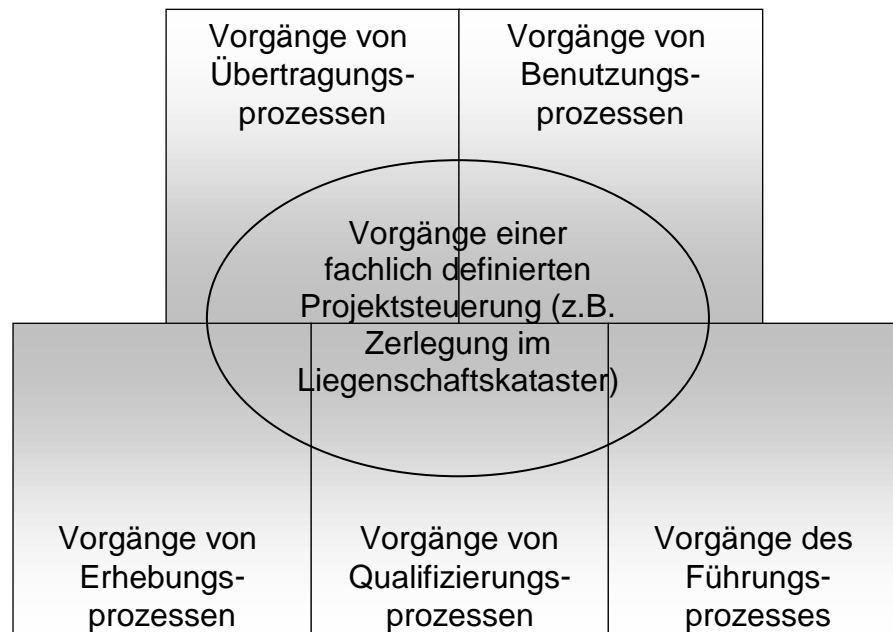 Vorgänge von
Übertragungs-
prozessen
Vorgänge von
Benutzungs-
prozessen
Vorgänge einer
fachlich definierten
Projektsteuerung (z.B.
Zerlegung im
Liegenschaftskataster)
Vorgänge von
Erhebungs-
prozessen
Vorgänge von
Qualifizierungs-
prozessen
Vorgänge des
Führungs-
prozesses